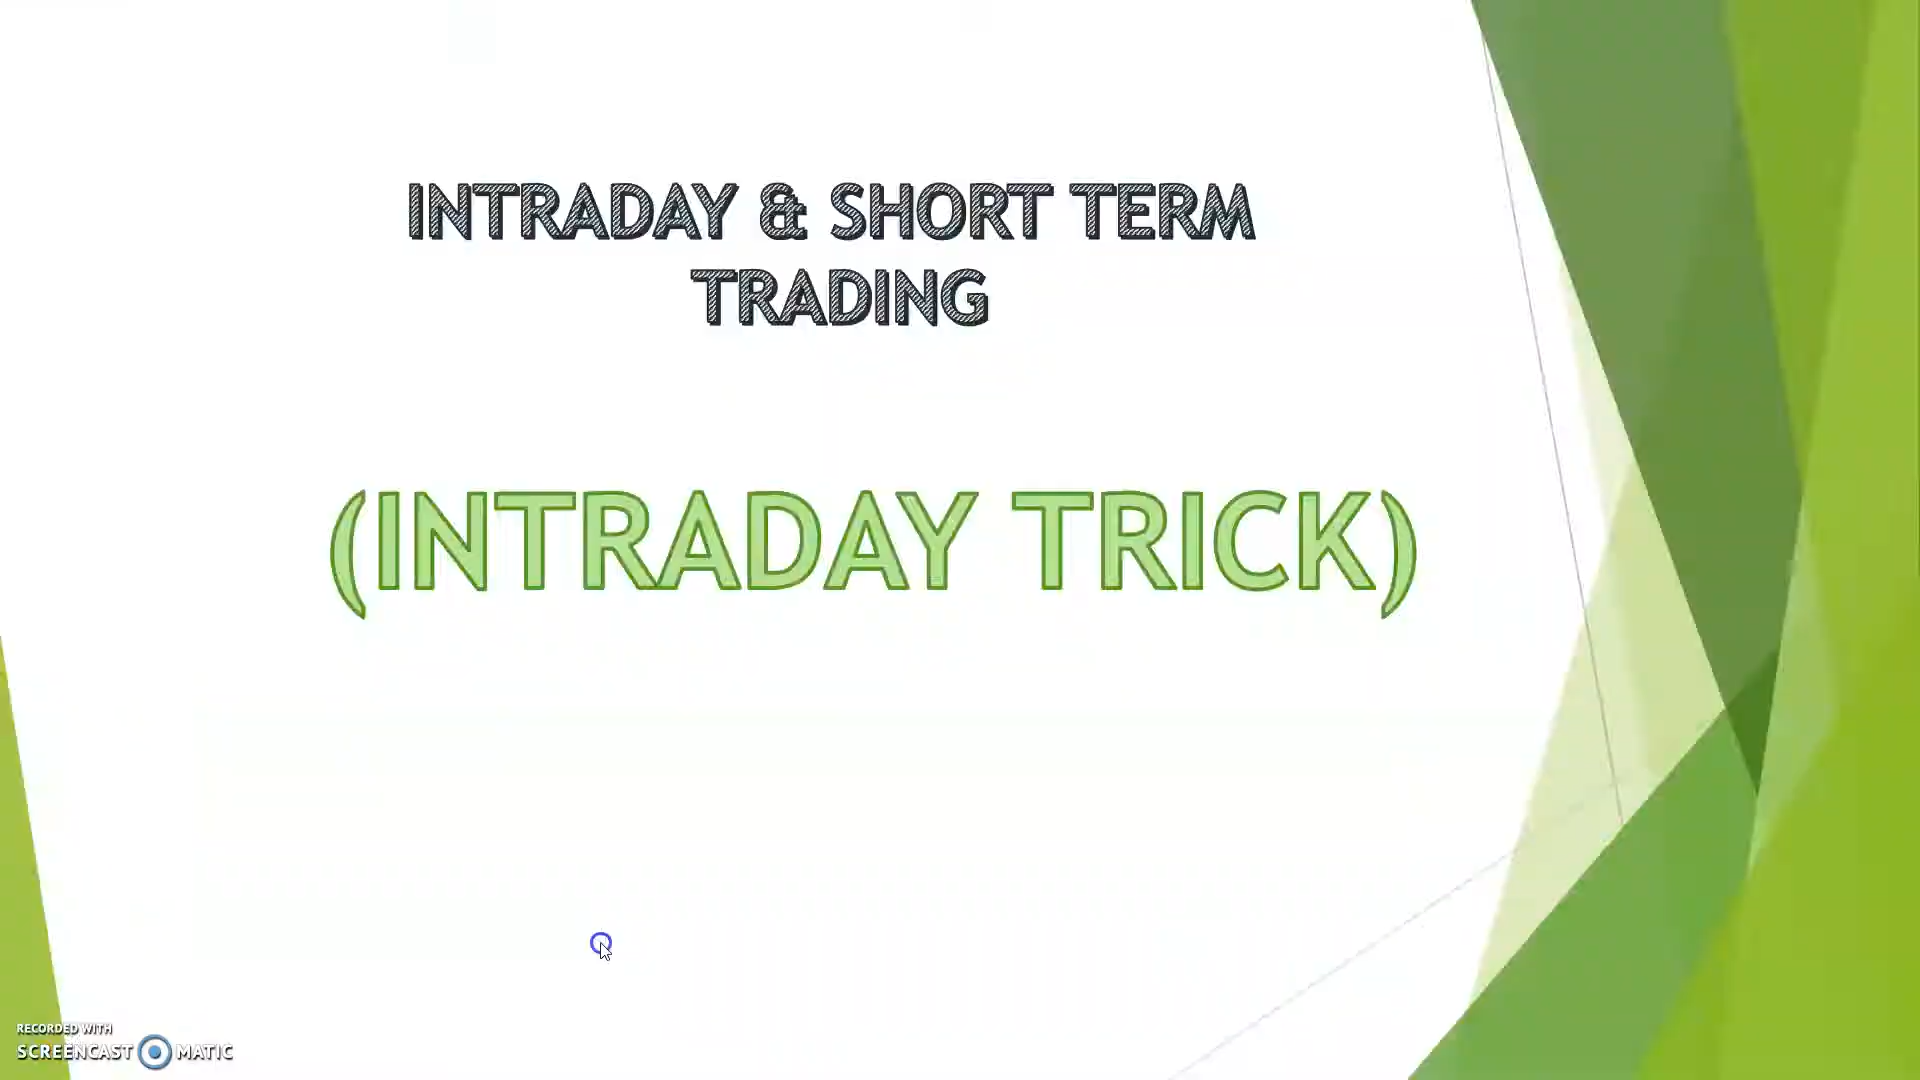 INTRADAY & SHORT TERM
TRADING
(INTRADAY TRICK)
RECORDED WITH
SCREENCAST MATIC